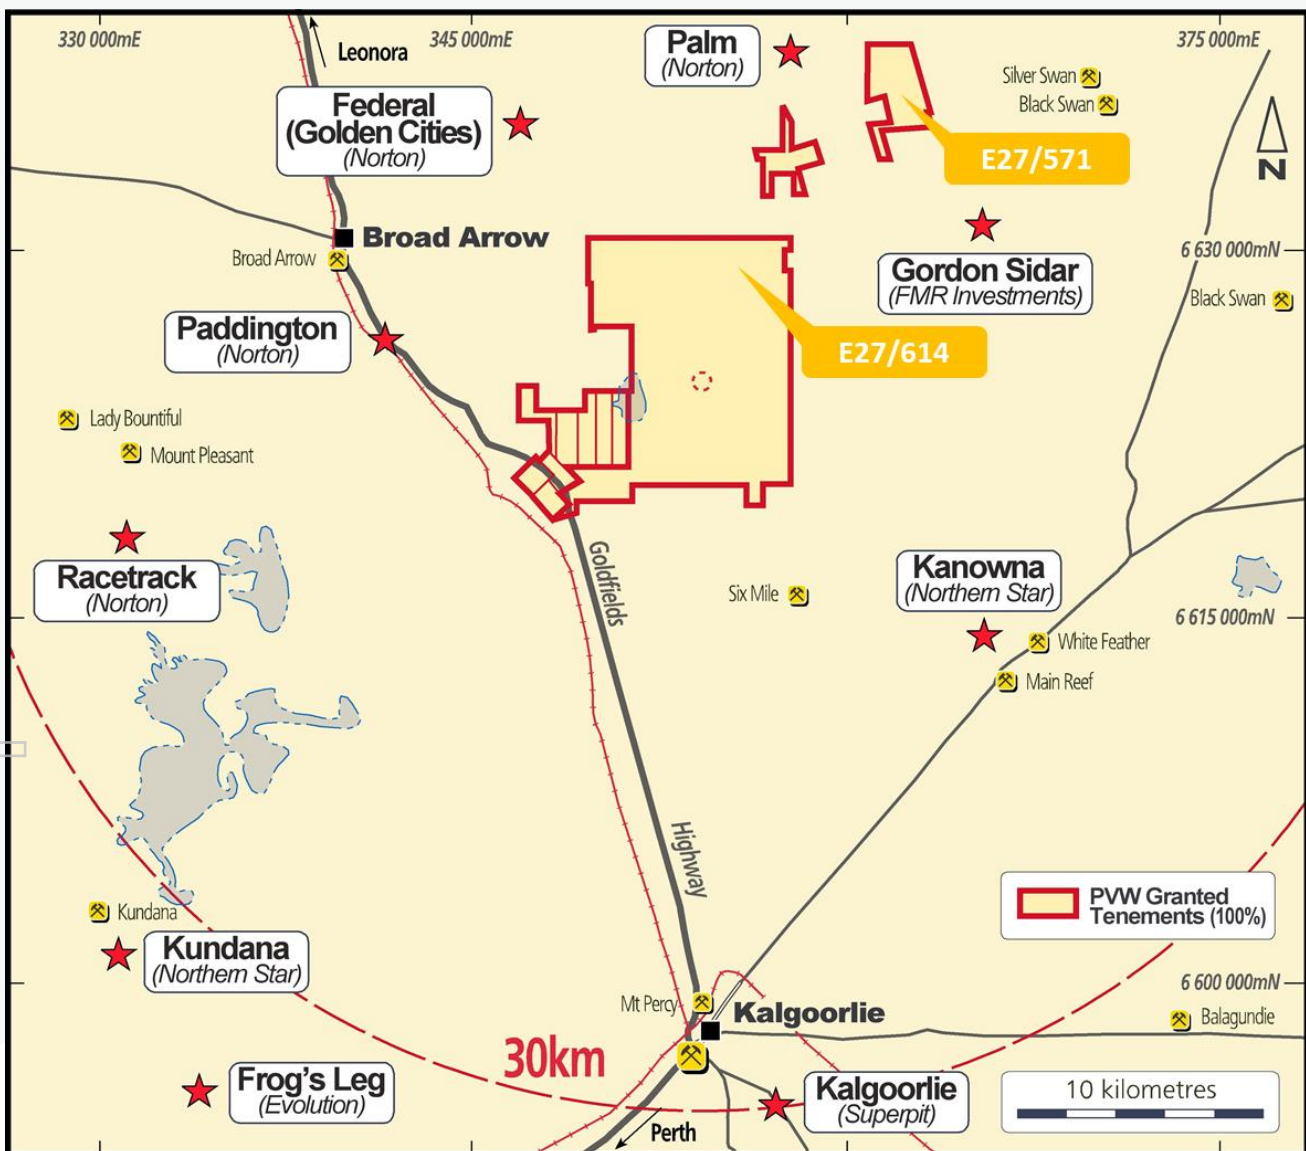 330 000mE
345 000mE
375 000mE
Leonora
Palm
(Norton)
Silver Swan
Black Swan
Federal
(Golden Cities)
(Norton)
E27/571
N
Broad Arrow
Broad Arrow
6 630 000mN
Gordon Sidar
(FMR Investments)
Black Swan
Paddington
(Norton)
E27/614
Lady Bountiful
Mount Pleasant
Racetrack
(Norton)
Goldfields
Highway
Six Mile
Kanowna
(Northern Star)
6 615 000mN
White Feather
Main Reef
PVW Granted
Tenements (100%)
Kundana
Kundana
(Northern Star)
6 600 000mN
Mt Percy
Kalgoorlie
Balagundie
30km
Frog's Leg
(Evolution)
Kalgoorlie
(Superpit)
10 kilometres
Perth